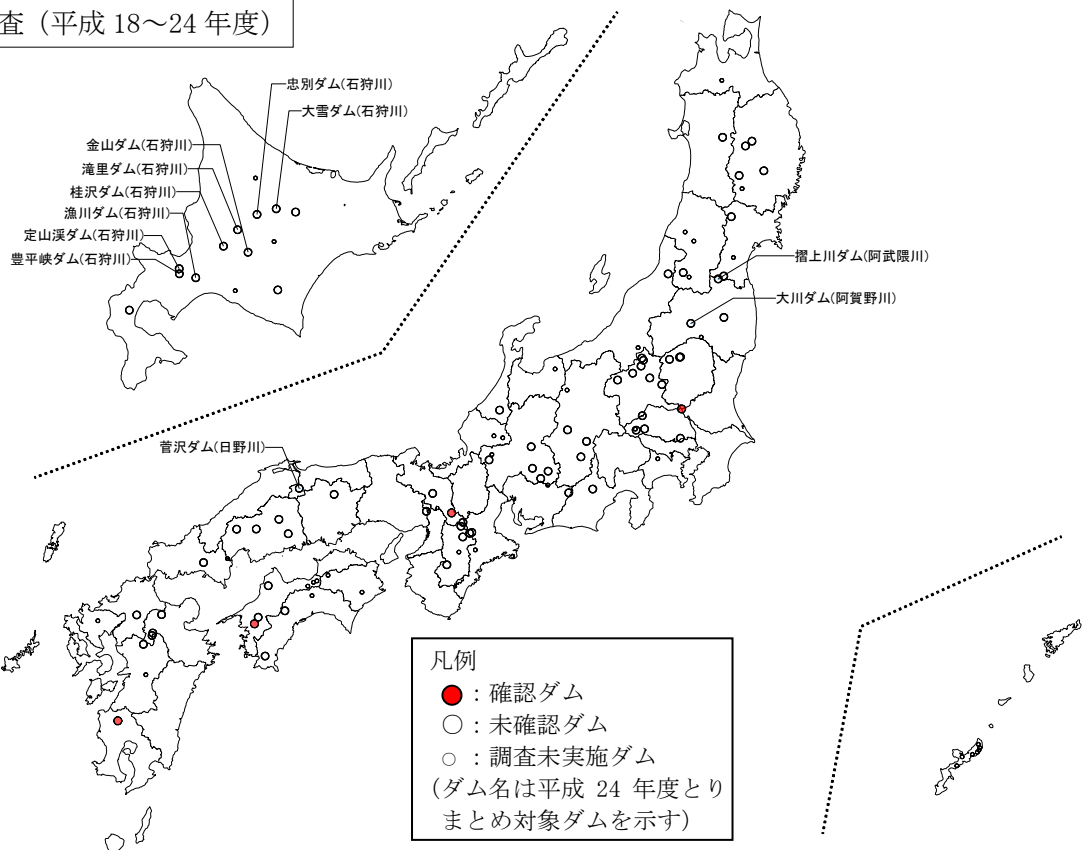 査（平成 18～24 年度）
忠別ダム(石狩川)
大雪ダム(石狩川)
金山ダム(石狩川)
滝里ダム(石狩川)
桂沢ダム(石狩川)
漁川ダム(石狩川)
定山渓ダム(石狩川)
豊平峡ダム(石狩川)
摺上川ダム(阿武隈川)
大川ダム(阿賀野川)
菅沢ダム(日野川)
凡例
：確認ダム
○：未確認ダム
○：調査未実施ダム
(ダム名は平成 24 年度とり
まとめ対象ダムを示す)